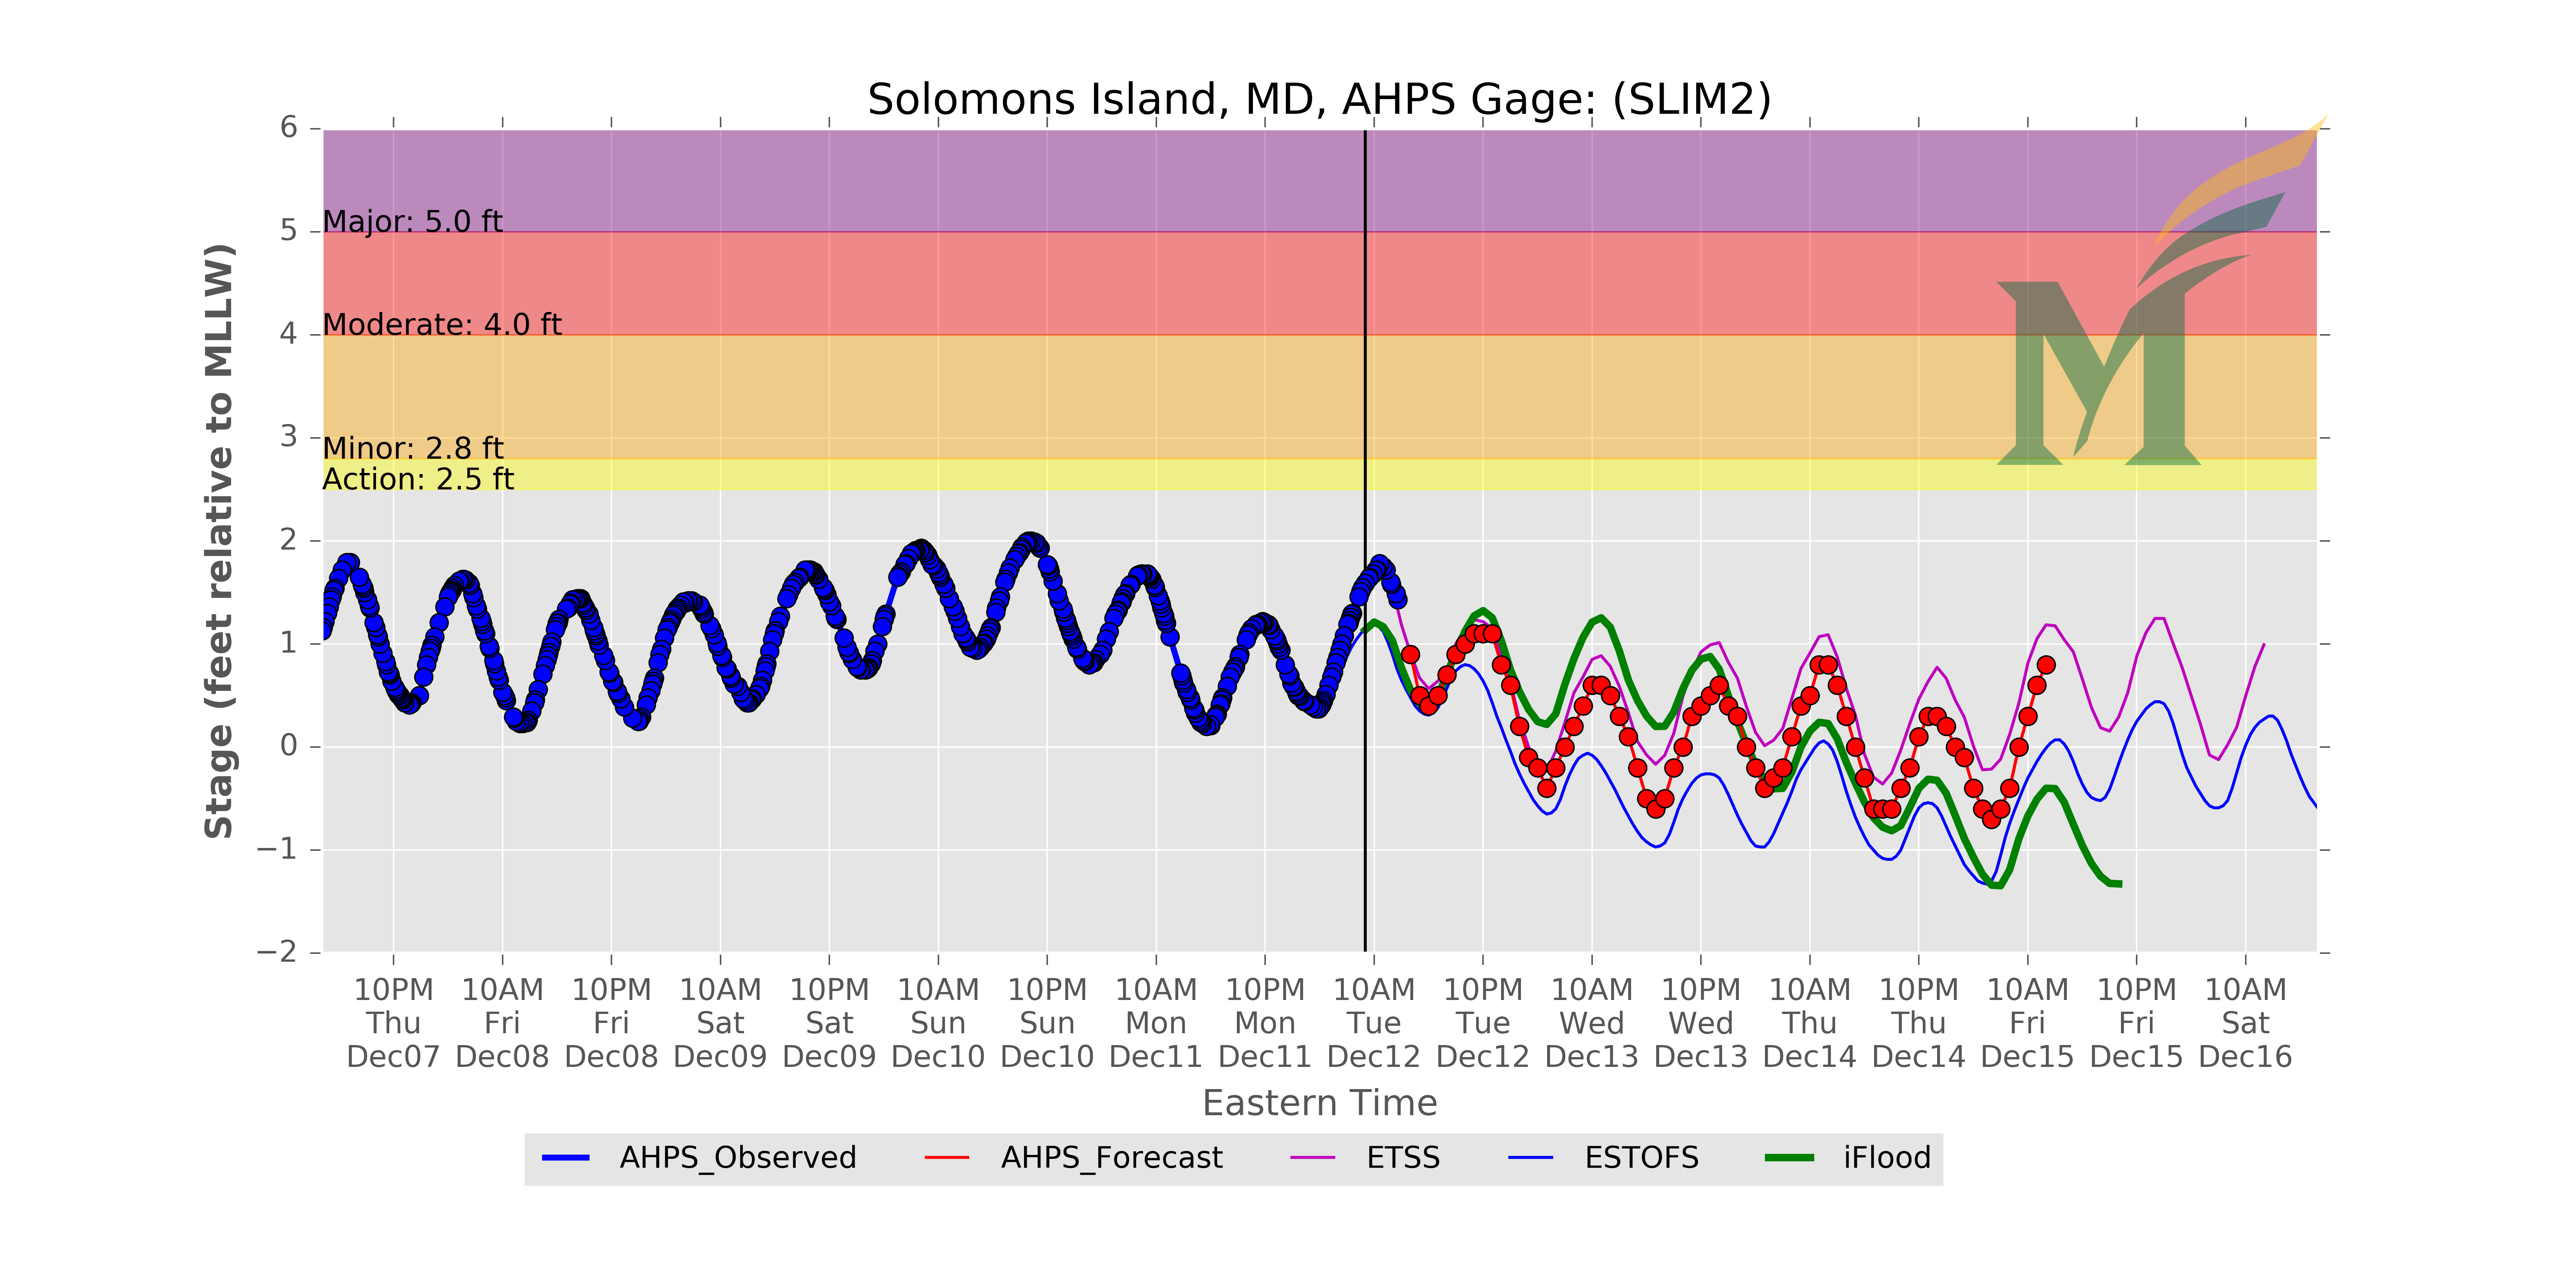 Solomons Island, MD, AHPS Gage: (SLIM2)
Stage (feet relative to MLLW)
6
5
4
3
2
1
0
−1
−2
Major: 5.0 ft
Moderate: 4.0 ft
Minor: 2.8 ft
Action: 2.5 ft
M
10PM 10AM 10PM 10AM 10PM 10AM 10PM 10AM 10PM 10AM 10PM 10AM 10PM 10AM 10PM 10AM 10PM 10AM
Thu Fri Fri Sat Sat Sun Sun Mon Mon Tue Tue Wed Wed Thu Thu Fri Fri Sat
Dec07 Dec08 Dec08 Dec09 Dec09 Dec10 Dec10 Dec11 Dec11 Dec12 Dec12 Dec13 Dec13 Dec14 Dec14 Dec15 Dec15 Dec16
Eastern Time
AHPS_Observed AHPS_Forecast ETSS ESTOFS iFlood